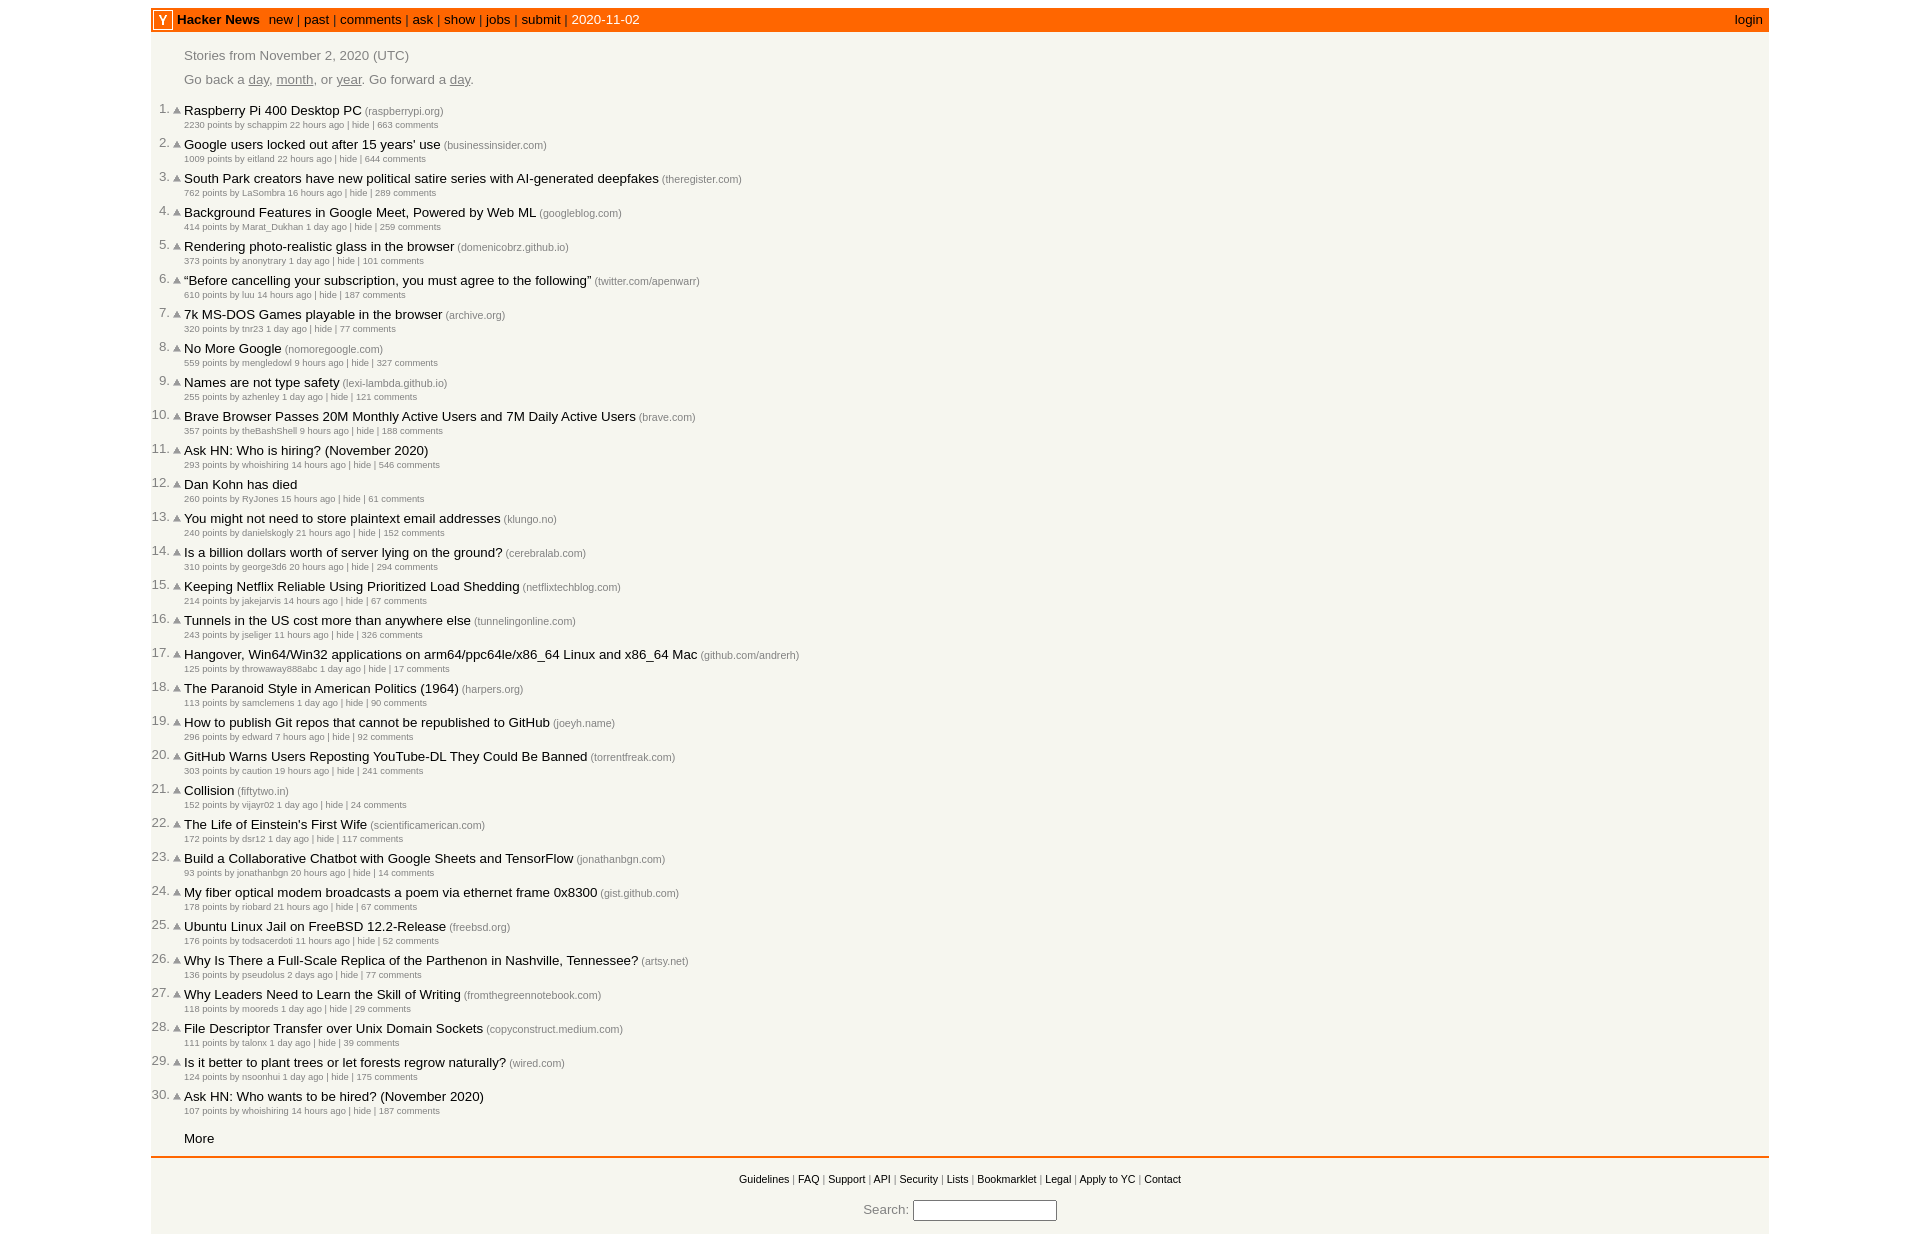 Y Hacker News new | past | comments | ask | show | jobs | submit | 2020-11-02 login
Stories from November 2, 2020 (UTC)
Go back a day, month, or year. Go forward a day.
1. Raspberry Pi 400 Desktop PC (raspberrypi.org)
2230 points by schappim 22 hours ago | hide | 663 comments
2. Google users locked out after 15 years' use (businessinsider.com)
1009 points by eitland 22 hours ago | hide | 644 comments
3. South Park creators have new political satire series with AI-generated deepfakes (theregister.com)
762 points by LaSombra 16 hours ago | hide | 289 comments
4. Background Features in Google Meet, Powered by Web ML (googleblog.com)
414 points by Marat_Dukhan 1 day ago | hide | 259 comments
5. Rendering photo-realistic glass in the browser (domenicobrz.github.io)
373 points by anonytrary 1 day ago | hide | 101 comments
6. “Before cancelling your subscription, you must agree to the following” (twitter.com/apenwarr)
610 points by luu 14 hours ago | hide | 187 comments
7. 7k MS-DOS Games playable in the browser (archive.org)
320 points by tnr23 1 day ago | hide | 77 comments
8. No More Google (nomoregoogle.com)
559 points by mengledowl 9 hours ago | hide | 327 comments
9. Names are not type safety (lexi-lambda.github.io)
255 points by azhenley 1 day ago | hide | 121 comments
10. Brave Browser Passes 20M Monthly Active Users and 7M Daily Active Users (brave.com)
357 points by theBashShell 9 hours ago | hide | 188 comments
11. Ask HN: Who is hiring? (November 2020)
293 points by whoishiring 14 hours ago | hide | 546 comments
12. Dan Kohn has died
260 points by RyJones 15 hours ago | hide | 61 comments
13. You might not need to store plaintext email addresses (klungo.no)
240 points by danielskogly 21 hours ago | hide | 152 comments
14. Is a billion dollars worth of server lying on the ground? (cerebralab.com)
310 points by george3d6 20 hours ago | hide | 294 comments
15. Keeping Netflix Reliable Using Prioritized Load Shedding (netflixtechblog.com)
214 points by jakejarvis 14 hours ago | hide | 67 comments
16. Tunnels in the US cost more than anywhere else (tunnelingonline.com)
243 points by jseliger 11 hours ago | hide | 326 comments
17. Hangover, Win64/Win32 applications on arm64/ppc64le/x86_64 Linux and x86_64 Mac (github.com/andrerh)
125 points by throwaway888abc 1 day ago | hide | 17 comments
18. The Paranoid Style in American Politics (1964) (harpers.org)
113 points by samclemens 1 day ago | hide | 90 comments
19. How to publish Git repos that cannot be republished to GitHub (joeyh.name)
296 points by edward 7 hours ago | hide | 92 comments
20. GitHub Warns Users Reposting YouTube-DL They Could Be Banned (torrentfreak.com)
303 points by caution 19 hours ago | hide | 241 comments
21. Collision (fiftytwo.in)
152 points by vijayr02 1 day ago | hide | 24 comments
22. The Life of Einstein's First Wife (scientificamerican.com)
172 points by dsr12 1 day ago | hide | 117 comments
23. Build a Collaborative Chatbot with Google Sheets and TensorFlow (jonathanbgn.com)
93 points by jonathanbgn 20 hours ago | hide | 14 comments
24. My fiber optical modem broadcasts a poem via ethernet frame 0x8300 (gist.github.com)
178 points by riobard 21 hours ago | hide | 67 comments
25. Ubuntu Linux Jail on FreeBSD 12.2-Release (freebsd.org)
176 points by todsacerdoti 11 hours ago | hide | 52 comments
26. Why Is There a Full-Scale Replica of the Parthenon in Nashville, Tennessee? (artsy.net)
136 points by pseudolus 2 days ago | hide | 77 comments
27. Why Leaders Need to Learn the Skill of Writing (fromthegreennotebook.com)
118 points by mooreds 1 day ago | hide | 29 comments
28. File Descriptor Transfer over Unix Domain Sockets (copyconstruct.medium.com)
111 points by talonx 1 day ago | hide | 39 comments
29. Is it better to plant trees or let forests regrow naturally? (wired.com)
124 points by nsoonhui 1 day ago | hide | 175 comments
30. Ask HN: Who wants to be hired? (November 2020)
107 points by whoishiring 14 hours ago | hide | 187 comments
More
Guidelines | FAQ | Support | API | Security | Lists | Bookmarklet | Legal | Apply to YC | Contact
Search: